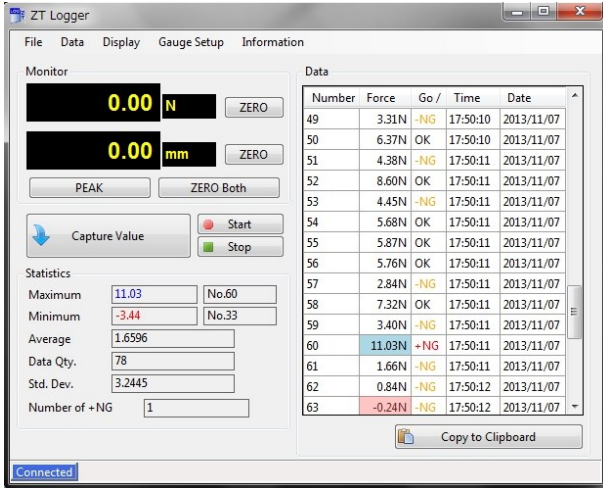 ZT Logger
File Data Display Gauge Setup Information
Monitor
0.00 N ZERO
0.00 mm ZERO
PEAK ZERO Both
Capture Value
Start
Stop
Statistics
Maximum 11.03 No.60
Minimum -3.44 No.33
Average 1.6596
Data Qty. 78
Std. Dev. 3.2445
Number of +NG 1
Data
Number Force Go / Time Date
49 3.31N -NG 17:50:10 2013/11/07
50 6.37N OK 17:50:10 2013/11/07
51 4.38N -NG 17:50:11 2013/11/07
52 8.60N OK 17:50:11 2013/11/07
53 4.45N -NG 17:50:11 2013/11/07
54 5.68N OK 17:50:11 2013/11/07
55 5.87N OK 17:50:11 2013/11/07
56 5.76N OK 17:50:11 2013/11/07
57 2.84N -NG 17:50:11 2013/11/07
58 7.32N OK 17:50:11 2013/11/07
59 3.40N -NG 17:50:11 2013/11/07
60 11.03N +NG 17:50:11 2013/11/07
61 1.66N -NG 17:50:11 2013/11/07
62 0.84N -NG 17:50:12 2013/11/07
63 -0.24N -NG 17:50:12 2013/11/07
Copy to Clipboard
Connected